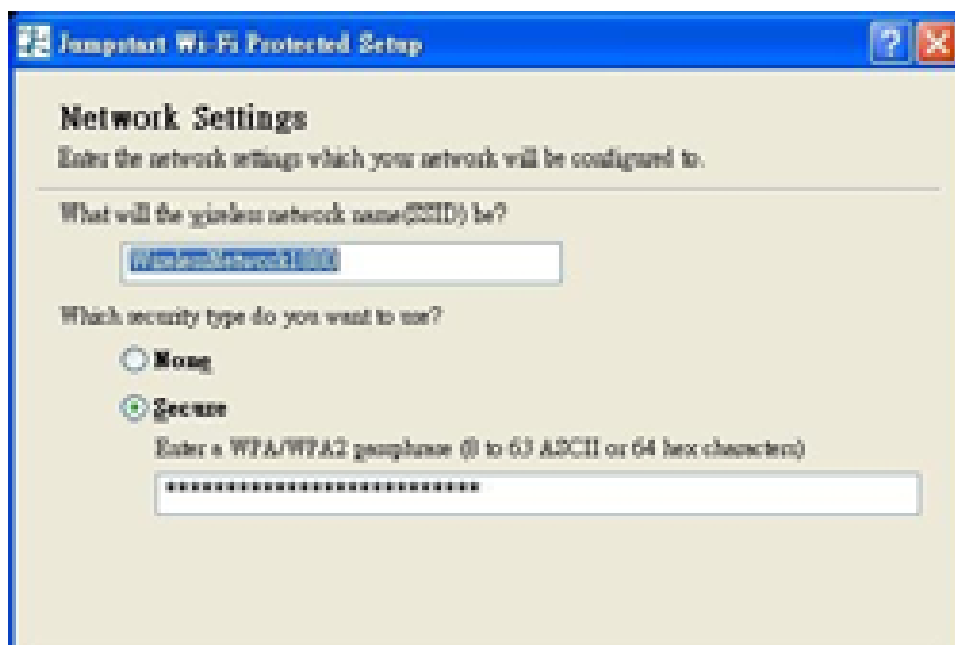 Jumpstart Wi-Fi Protected Setup
Network Settings
Enter the network settings which your network will be configured to.
What will the wireless network name(SSID) be?
Which security type do you want to use?
None
Secure
Enter a WPA/WPA2 passphrase (8 to 63 ASCII or 64 hex characters)